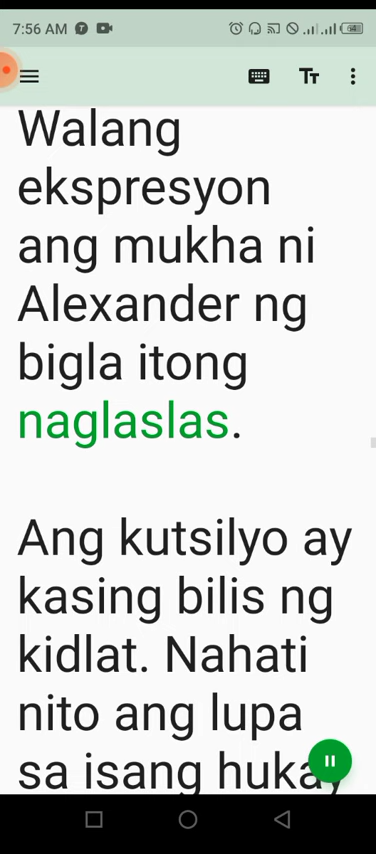 7:56 AM
Walang
ekspresyon
ang mukha ni
Alexander ng
bigla itong
naglaslas.
Ang kutsilyo ay
kasing bilis ng
kidlat. Nahati
nito ang lupa
sa isang hukay